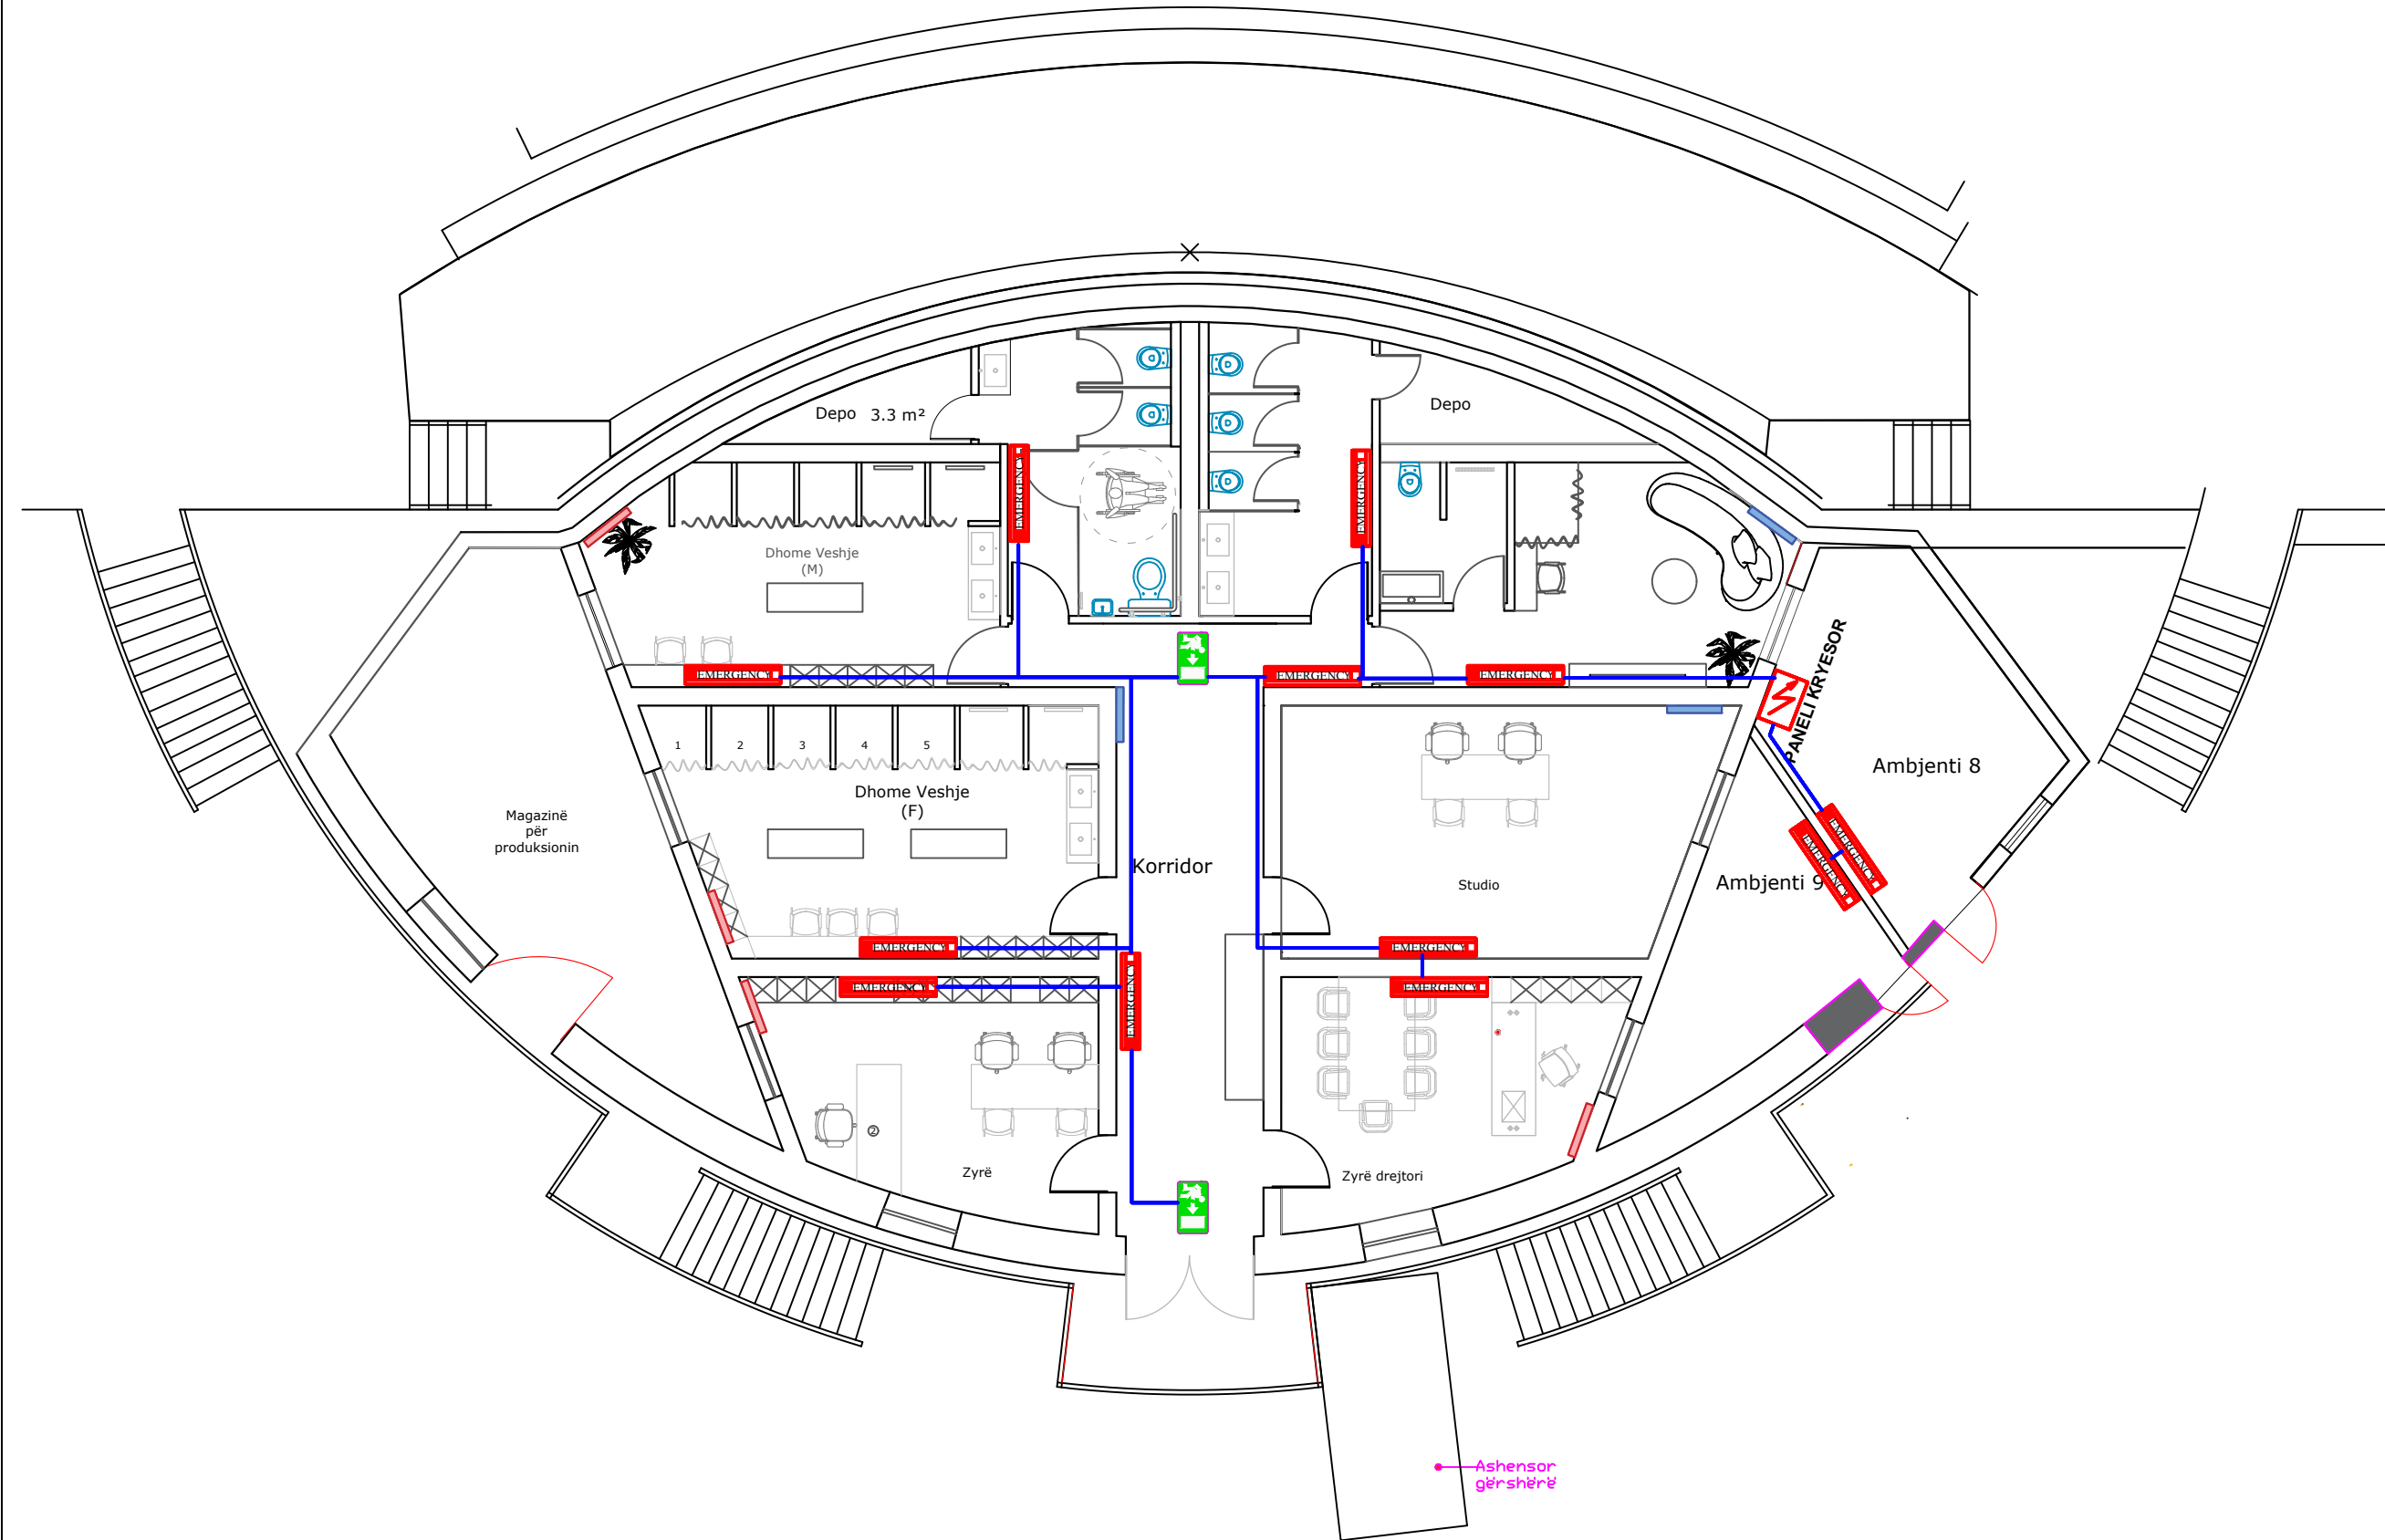 Depo 3.3 m²
Depo
EMERGENCY
EMERGENCY
Dhome Veshje
(M)
EMERGENCY
EMERGENCY
EMERGENCY
PANELI KRYESOR
1 2 3 4 5
Dhome Veshje
(F)
Ambjenti 8
Magazinë
për
produksionin
Korridor
Studio
Ambjenti 9
EMERGENCY
EMERGENCY
EMERGENCY
EMERGENCY
EMERGENCY
EMERGENCY
EMERGENCY
2
Zyrë
Zyrë drejtori
Ashensor
gërshërë